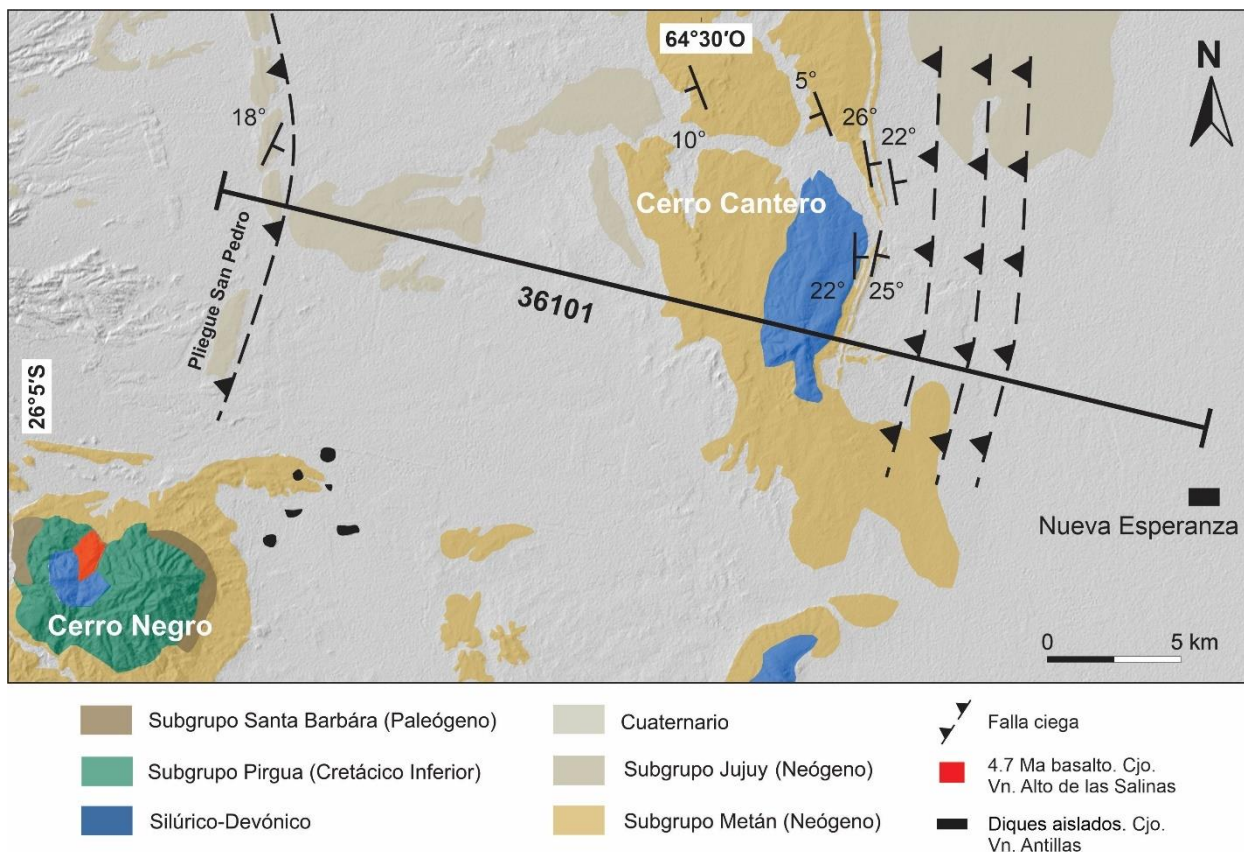 64°30'O
N
18°
5°
26°
22°
10°
Cerro Cantero
22°
25°
36101
Pliegue San Pedro
26°5'S
Nueva Esperanza
Cerro Negro
0 5 km
Subgrupo Santa Barbára (Paleógeno)
Subgrupo Pirgua (Cretácico Inferior)
Silúrico-Devónico
Cuaternario
Subgrupo Jujuy (Neógeno)
Subgrupo Metán (Neógeno)
Falla ciega
4.7 Ma basalto. Cjo.
Vn. Alto de las Salinas
Diques aislados. Cjo.
Vn. Antillas